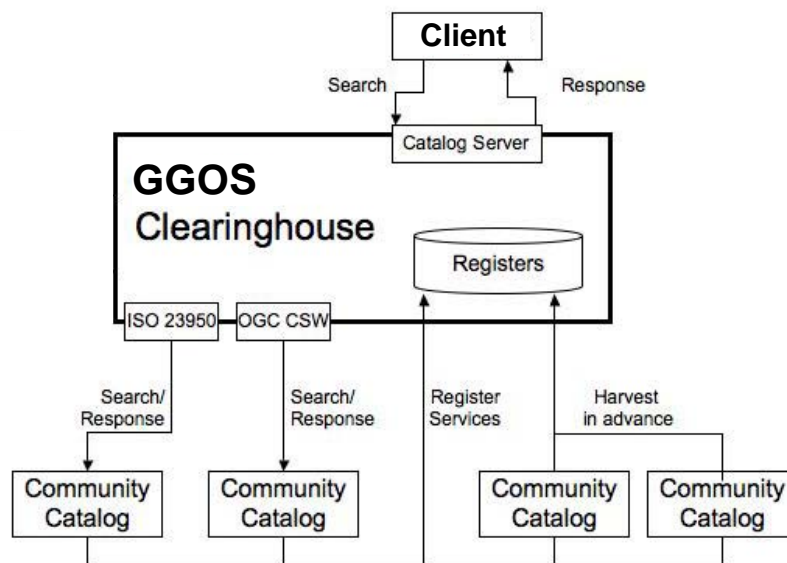 Client
Search
Response
Catalog Server
GGOS
Clearinghouse
Registers
ISO 23950
OGC CSW
Search/
Response
Search/
Response
Register
Services
Harvest
in advance
Community
Catalog
Community
Catalog
Community
Catalog
Community
Catalog